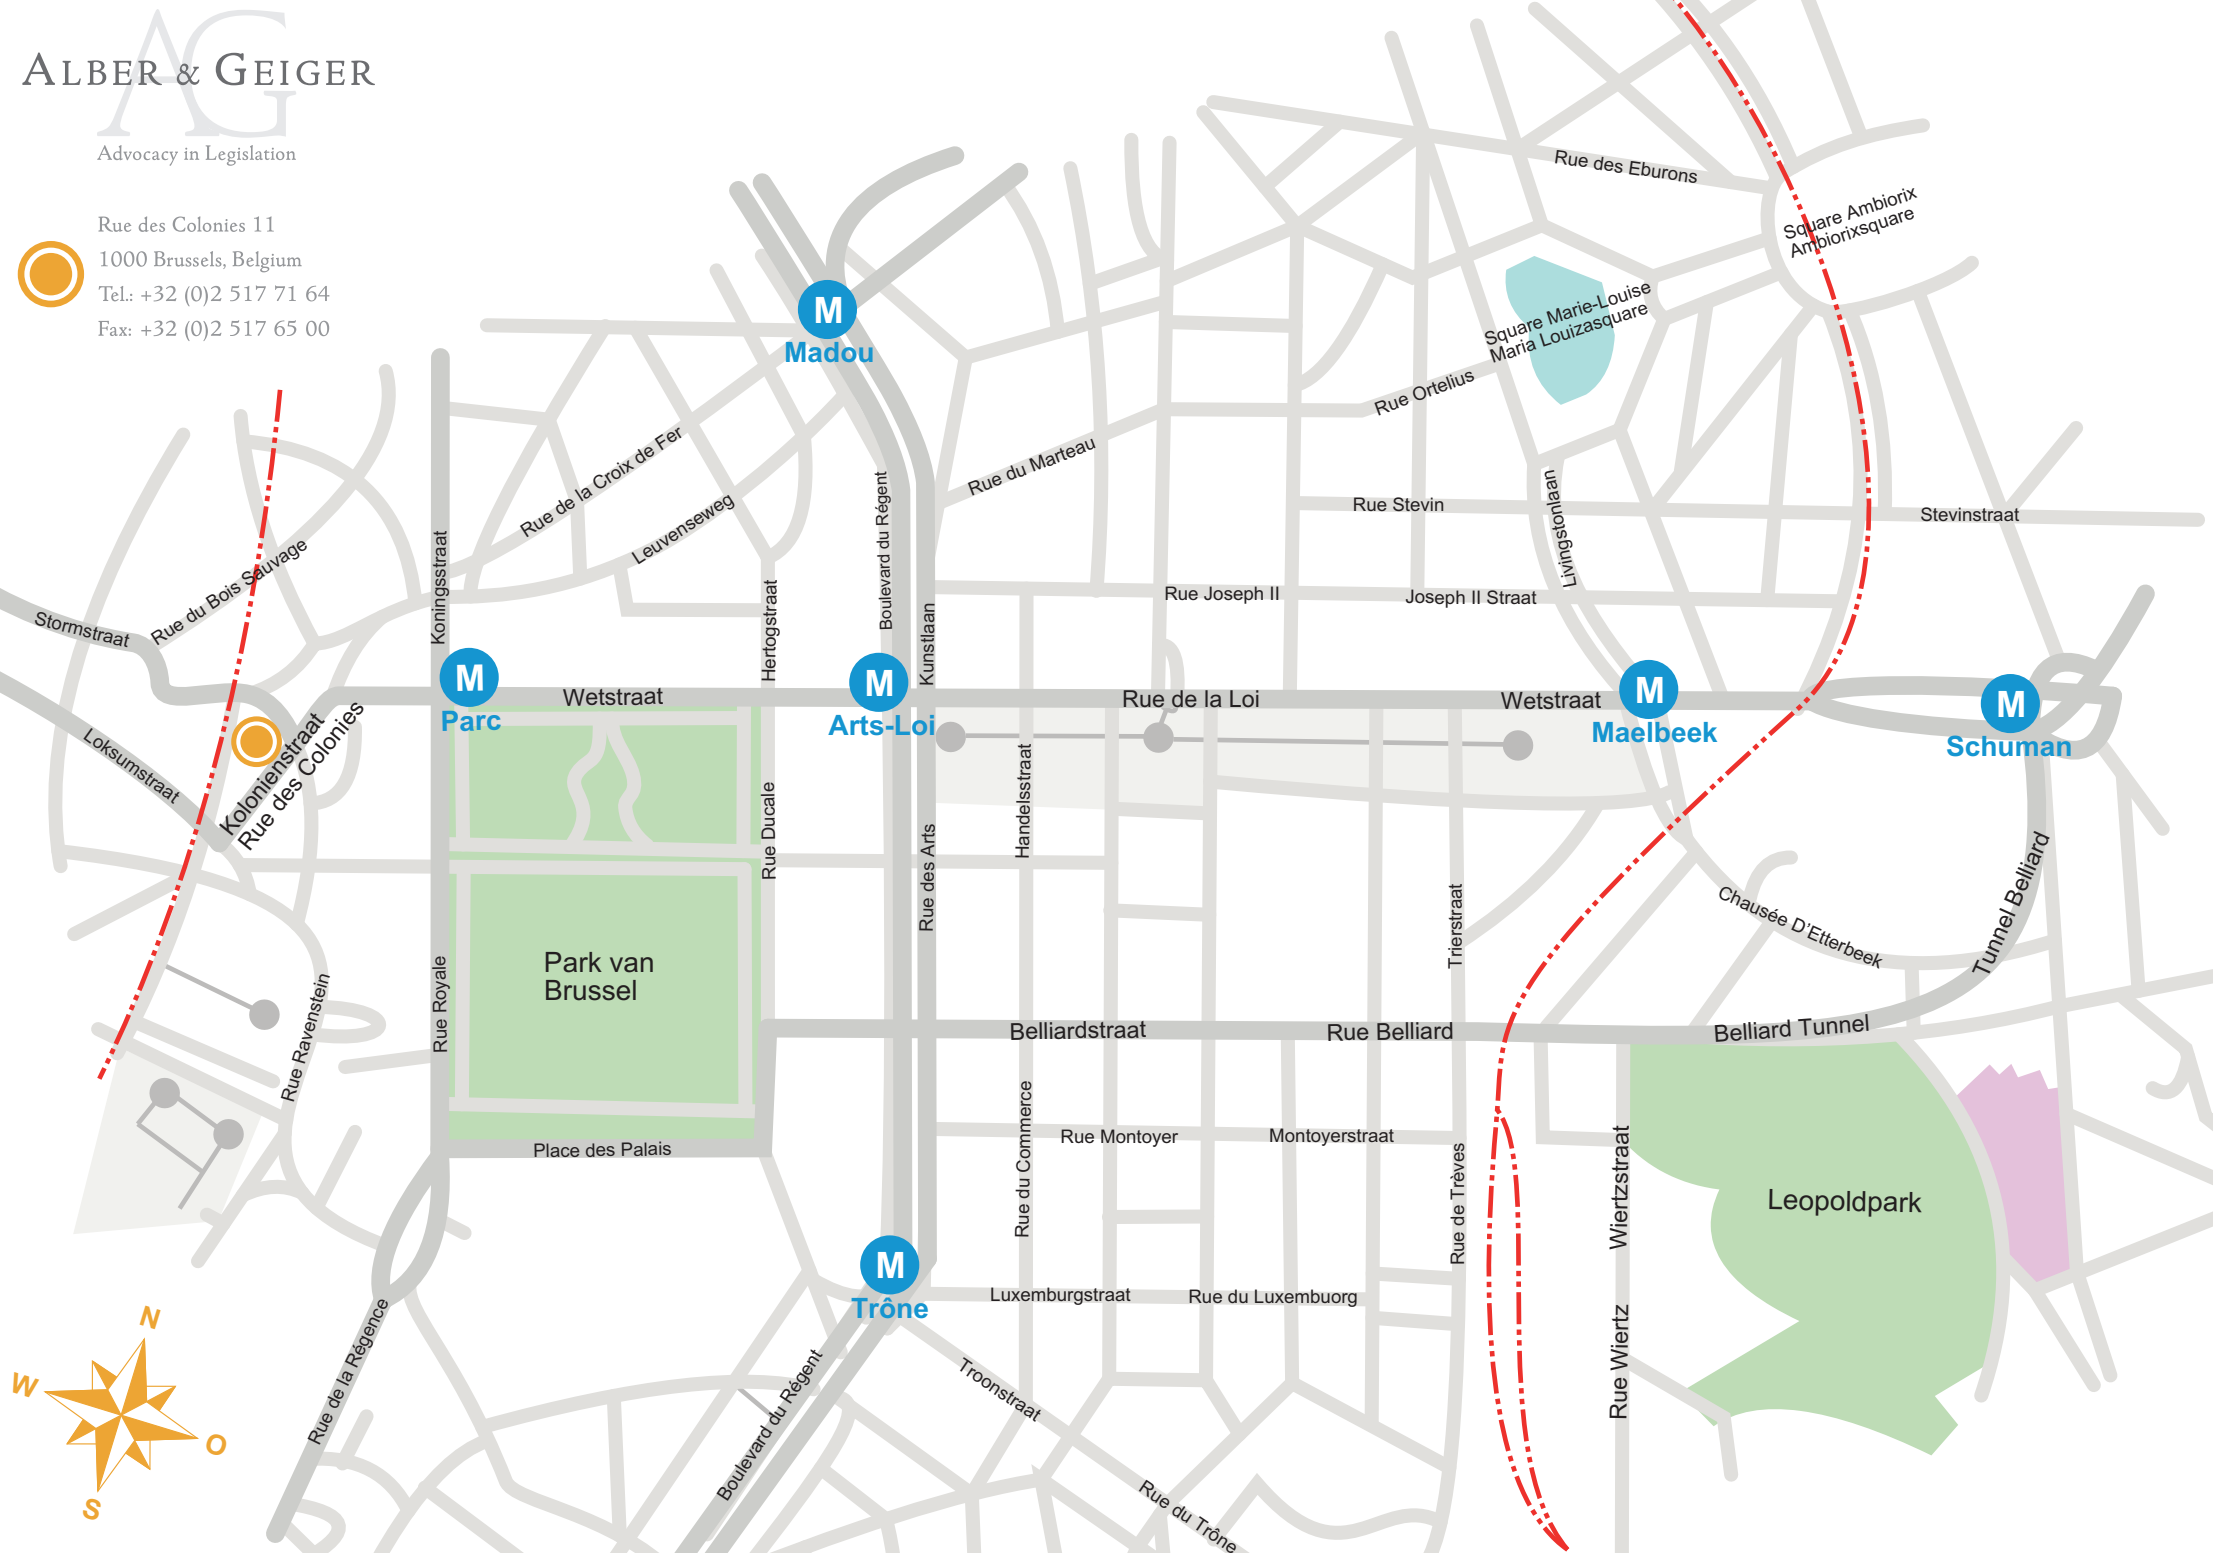 AG
ALBER & GEIGER
Advocacy in Legislation
Rue des Colonies 11
1000 Brussels, Belgium
Tel.: +32 (0)2 517 71 64
Fax: +32 (0)2 517 65 00
Rue des Eburons
Square Ambiorix
Ambiorixsquare
Square Marie-Louise
Maria Louizasquare
M
Madou
Rue Ortelius
Rue de la Croix de Fer
Rue du Marteau
Leuvenseweg
Boulevard du Régent
Rue Stevin
Livingstonlaan
Stevinstraat
Koningsstraat
Rue du Bois Sauvage
Stormstraat
Hertogstraat
Kunstlaan
Rue Joseph II
Joseph II Straat
M
Parc
Wetstraat
M
Arts-Loi
Rue de la Loi
Wetstraat
M
Maelbeek
M
Schuman
Loksumstraat
Kolonienstraat
Rue des Colonies
Rue Ducale
Handelsstraat
Rue des Arts
Trierstraat
Chausée D'Etterbeek
Tunnel Belliard
Park van
Brussel
Rue Royale
Rue Ravenstein
Belliardstraat
Rue Belliard
Belliard Tunnel
Place des Palais
Rue du Commerce
Rue Montoyer
Montoyerstraat
Rue de Trèves
Wiertzstraat
Leopoldpark
M
Trône
Luxemburgstraat
Rue du Luxembuorg
Rue Wiertz
Rue de la Régence
Boulevard du Régent
Troonstraat
Rue du Trône
N
W
O
S